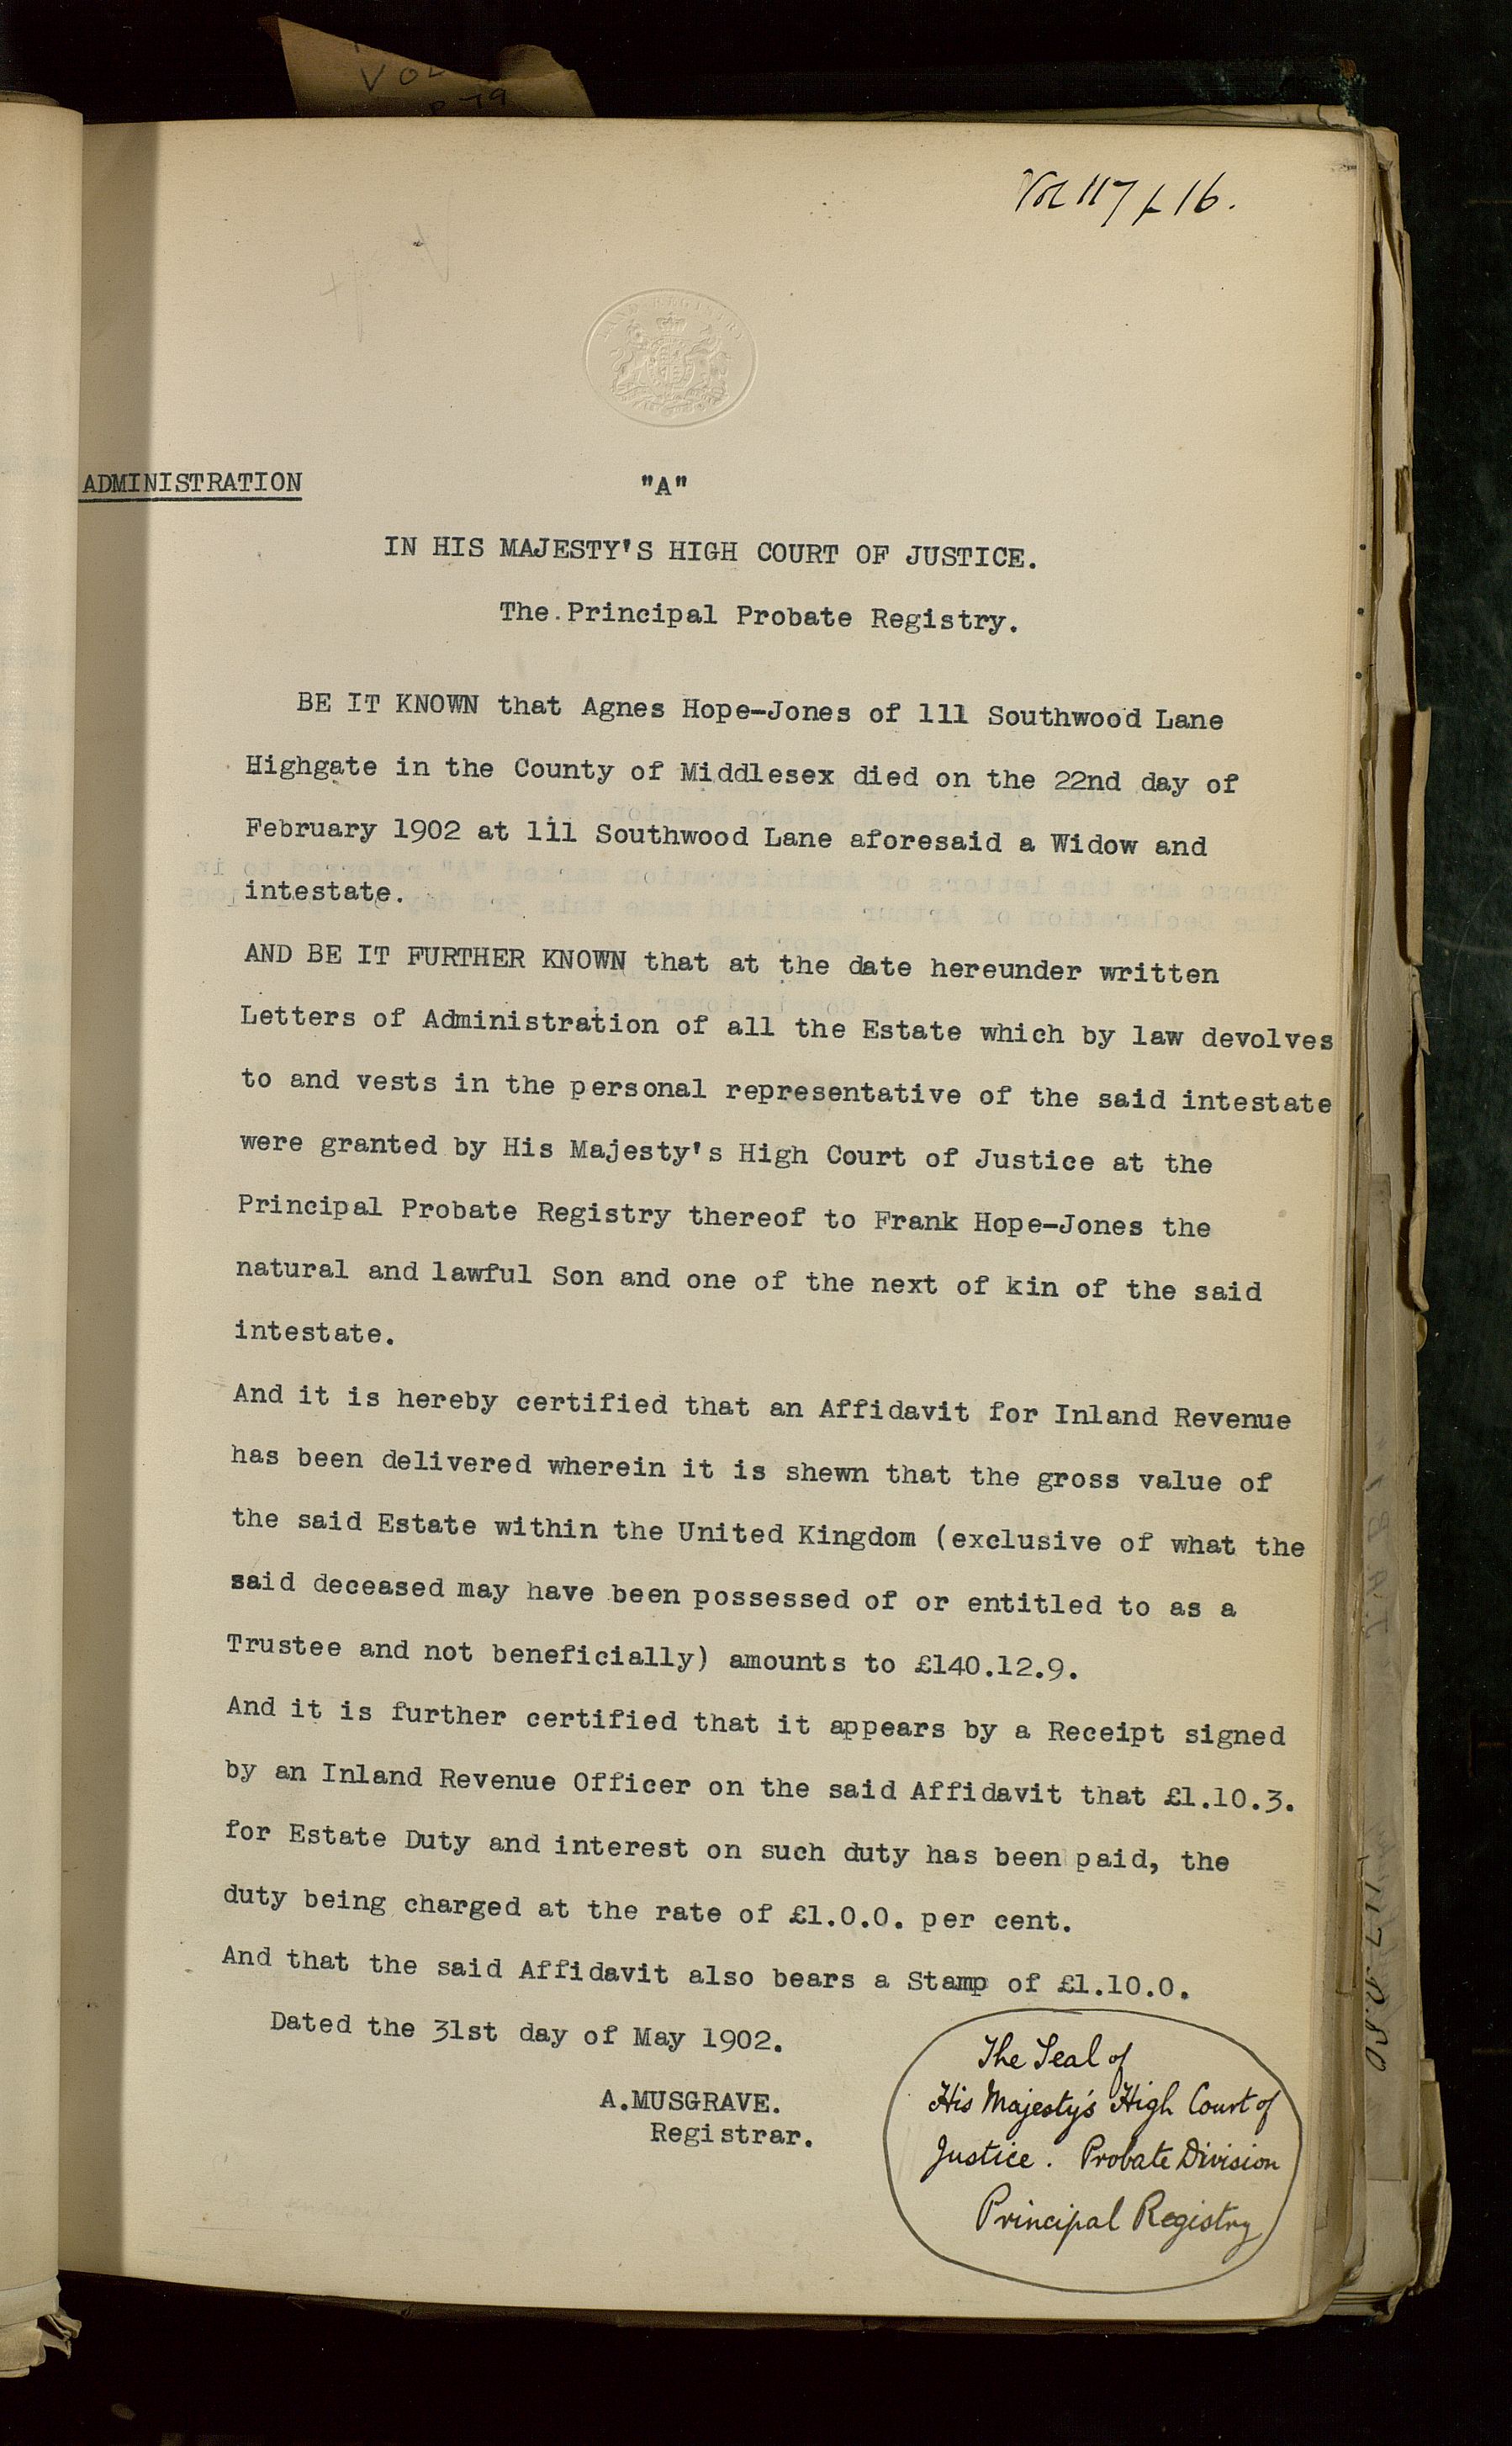 VOL
P 79
Vol 117 f 16.
LAND REGISTRY
ADMINISTRATION
"A"
IN HIS MAJESTY'S HIGH COURT OF JUSTICE.
The Principal Probate Registry.
BE IT KNOWN that Agnes Hope-Jones of 111 Southwood Lane
Highgate in the County of Middlesex died on the 22nd day of
February 1902 at 111 Southwood Lane aforesaid a Widow and
intestate.
AND BE IT FURTHER KNOWN that at the date hereunder written
Letters of Administration of all the Estate which by law devolves
to and vests in the personal representative of the said intestate
were granted by His Majesty's High Court of Justice at the
Principal Probate Registry thereof to Frank Hope-Jones the
natural and lawful Son and one of the next of kin of the said
intestate.
And it is hereby certified that an Affidavit for Inland Revenue
has been delivered wherein it is shewn that the gross value of
the said Estate within the United Kingdom (exclusive of what the
said deceased may have been possessed of or entitled to as a
Trustee and not beneficially) amounts to £140.12.9.
And it is further certified that it appears by a Receipt signed
by an Inland Revenue Officer on the said Affidavit that £1.10.3.
for Estate Duty and interest on such duty has been paid, the
duty being charged at the rate of £1.0.0. per cent.
And that the said Affidavit also bears a Stamp of £1.10.0.
Dated the 31st day of May 1902.
A.MUSGRAVE.
Registrar.
The Seal of
His Majesty's High Court of
Justice. Probate Division
Principal Registry